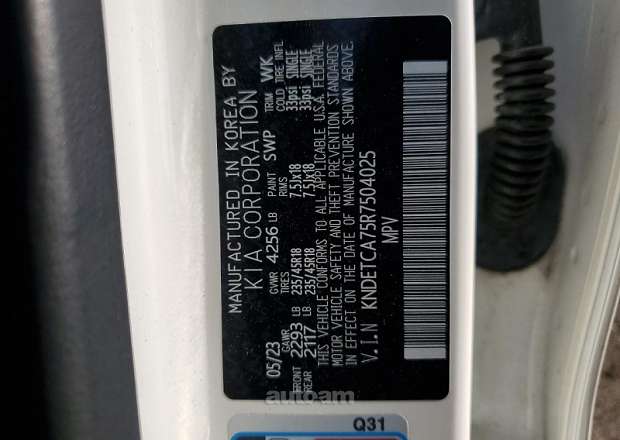 MANUFACTURED IN KOREA BY
KIA CORPORATION
05/23 GVWR 4256 LB PAINT SWP TRIM WK
GAWR TIRES RIMS COLD TIRE INFL
FRONT 2293 LB 235/45R18 7.5Jx18 33psi SINGLE
REAR 2117 LB 235/45R18 7.5Jx18 33psi SINGLE
THIS VEHICLE CONFORMS TO ALL APPLICABLE U.S.A. FEDERAL
MOTOR VEHICLE SAFETY AND THEFT PREVENTION STANDARDS
IN EFFECT ON THE DATE OF MANUFACTURE SHOWN ABOVE.
V.I.N KNDETCA75R7504025
MPV
auto.am
Q31